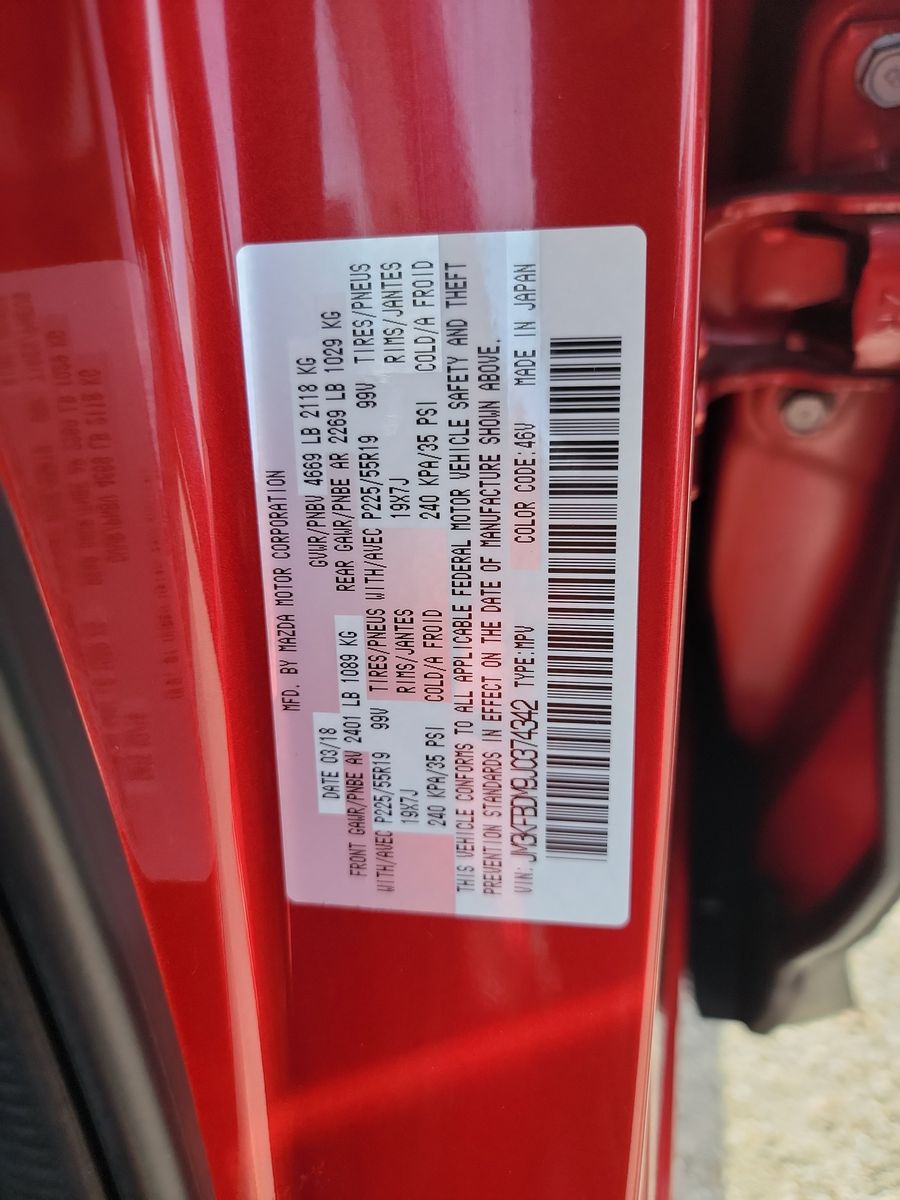 MFD. BY MAZDA MOTOR CORPORATION
DATE 03/18 GVWR/PNBV 4669 LB 2118 KG
FRONT GAWR/PNBE AV 2401 LB 1089 KG REAR GAWR/PNBE AR 2269 LB 1029 KG
WITH/AVEC P225/55R19 99V TIRES/PNEUS WITH/AVEC P225/55R19 99V TIRES/PNEUS
19X7J RIMS/JANTES 19X7J RIMS/JANTES
240 KPA/35 PSI COLD/A FROID 240 KPA/35 PSI COLD/A FROID
THIS VEHICLE CONFORMS TO ALL APPLICABLE FEDERAL MOTOR VEHICLE SAFETY AND THEFT
PREVENTION STANDARDS IN EFFECT ON THE DATE OF MANUFACTURE SHOWN ABOVE.
VIN: JM3KFBDM9J0374342 TYPE:MPV COLOR CODE:46V MADE IN JAPAN